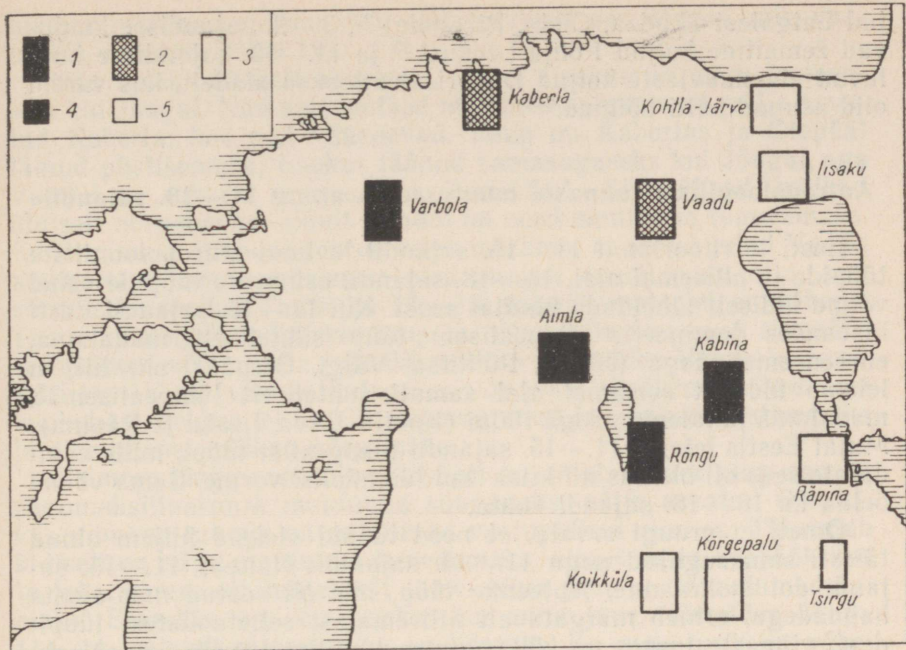 - 1
- 2
- 3
- 4
- 5
Kaberla
Kohtla-Järve
Iisaku
Varbola
Vaadu
Aimla
Kabina
Rõngu
Räpina
Kõrgepalu
Koikküla
Tsirgu